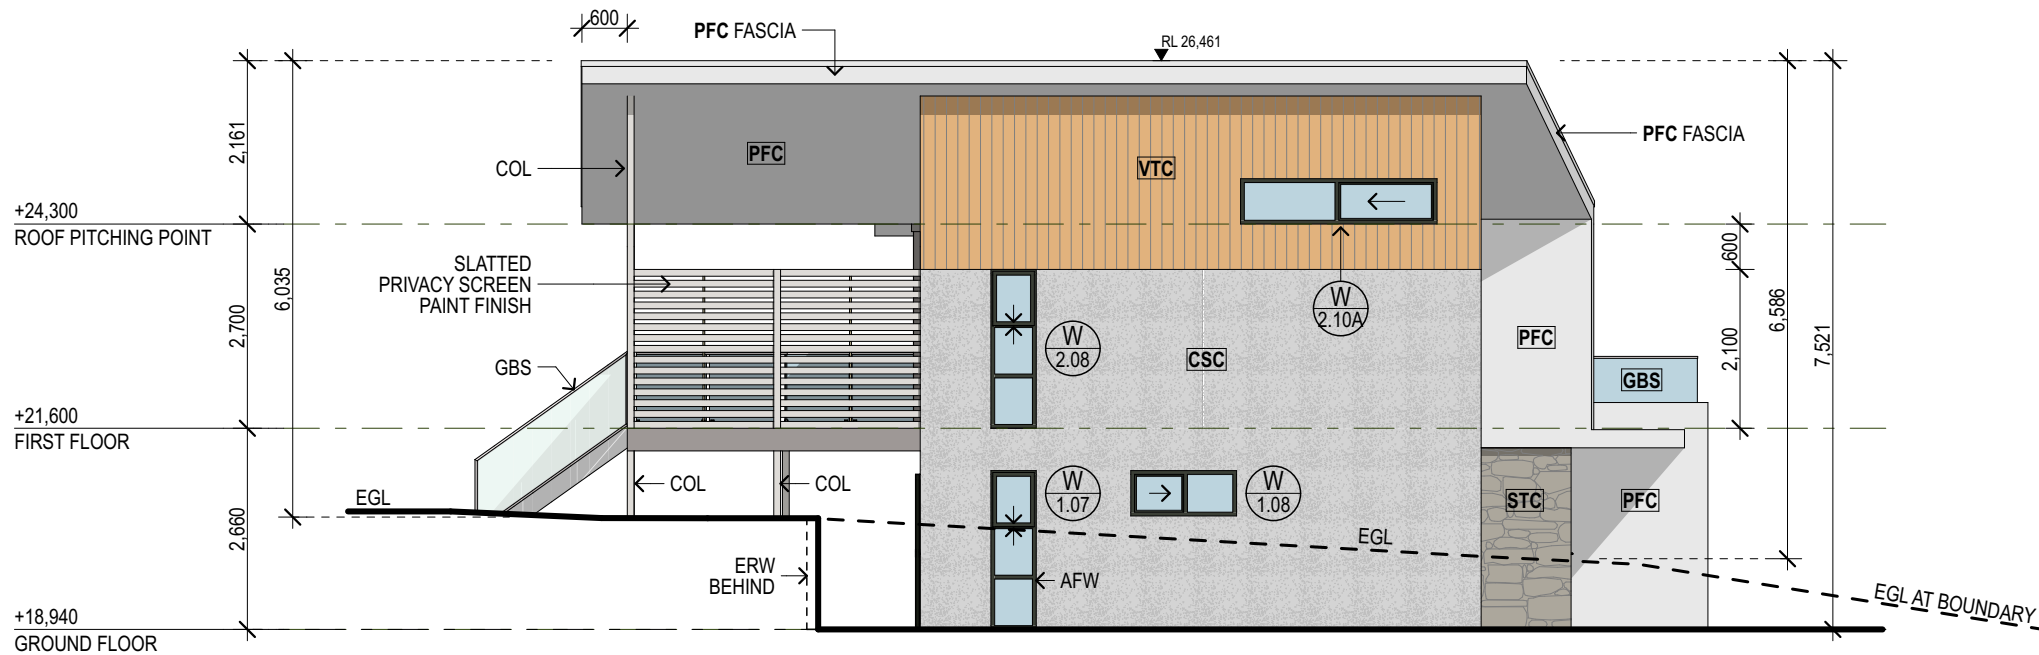 600
PFC FASCIA
RL 26,461
2,161
COL
PFC
VTC
PFC FASCIA
+24,300
ROOF PITCHING POINT
6,035
SLATTED
PRIVACY SCREEN
PAINT FINISH
600
W
2.10A
6,586
7,521
2,700
GBS
W
2.08
CSC
PFC
2,100
GBS
+21,600
FIRST FLOOR
EGL
COL
COL
W
1.07
W
1.08
STC
PFC
2,660
EGL
ERW
BEHIND
AFW
EGL AT BOUNDARY
+18,940
GROUND FLOOR